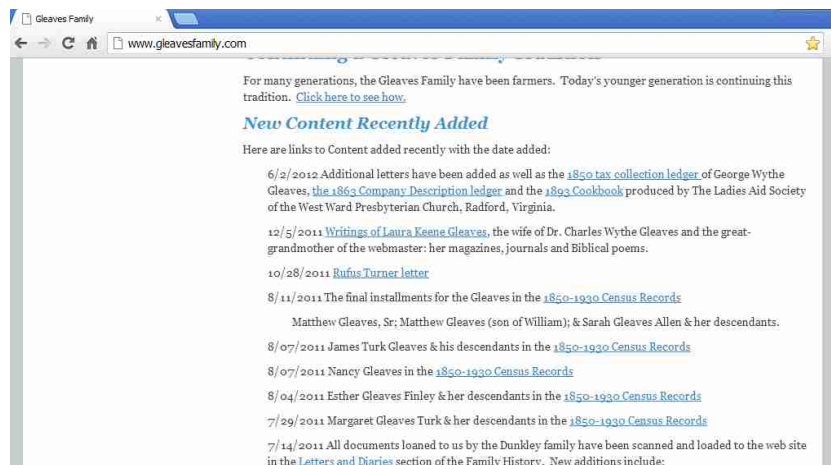 Gleaves Family
www.gleavesfamily.com
For many generations, the Gleaves Family have been farmers. Today's younger generation is continuing this
tradition. Click here to see how.
New Content Recently Added
Here are links to Content added recently with the date added:
6/2/2012 Additional letters have been added as well as the 1850 tax collection ledger of George Wythe
Gleaves, the 1863 Company Description ledger and the 1893 Cookbook produced by The Ladies Aid Society
of the West Ward Presbyterian Church, Radford, Virginia.
12/5/2011 Writings of Laura Keene Gleaves, the wife of Dr. Charles Wythe Gleaves and the great-
grandmother of the webmaster: her magazines, journals and Biblical poems.
10/28/2011 Rufus Turner letter
8/11/2011 The final installments for the Gleaves in the 1850-1930 Census Records
Matthew Gleaves, Sr; Matthew Gleaves (son of William); & Sarah Gleaves Allen & her descendants.
8/07/2011 James Turk Gleaves & his descendants in the 1850-1930 Census Records
8/07/2011 Nancy Gleaves in the 1850-1930 Census Records
8/04/2011 Esther Gleaves Finley & her descendants in the 1850-1930 Census Records
7/29/2011 Margaret Gleaves Turk & her descendants in the 1850-1930 Census Records
7/14/2011 All documents loaned to us by the Dunkley family have been scanned and loaded to the web site
in the Letters and Diaries section of the Family History. New additions include: